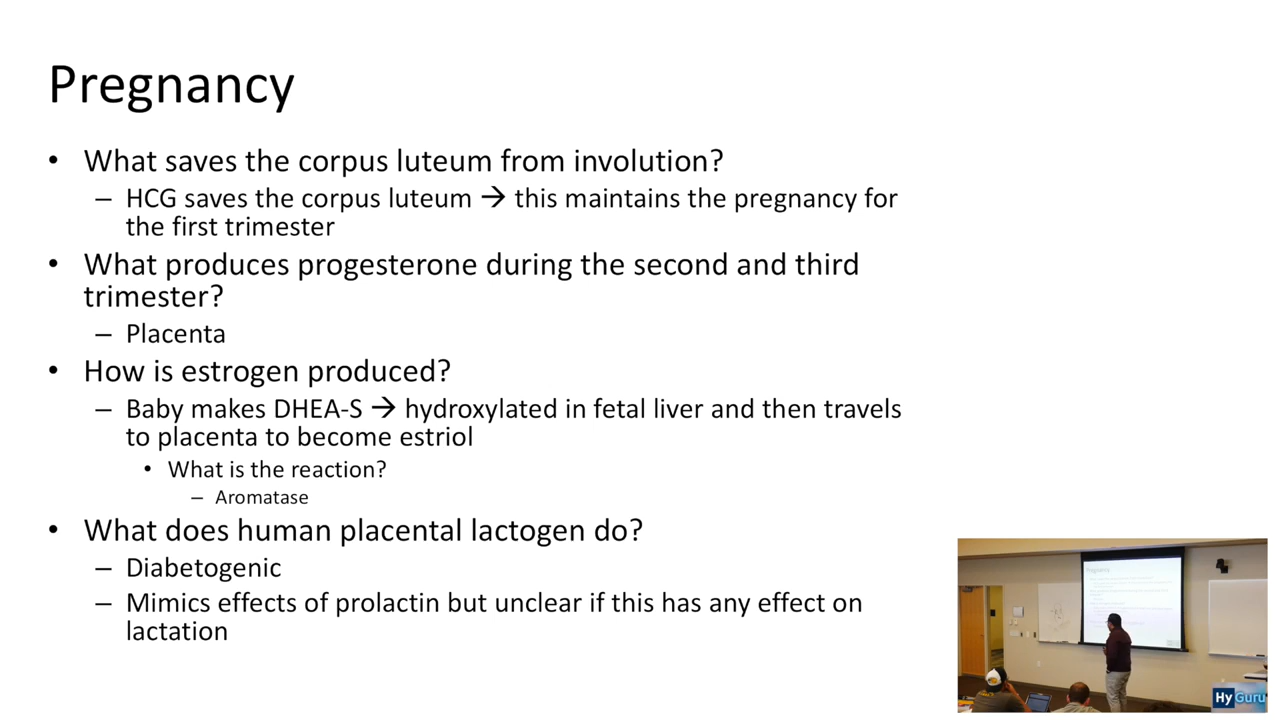 Pregnancy
• What saves the corpus luteum from involution?
– HCG saves the corpus luteum → this maintains the pregnancy for
the first trimester
• What produces progesterone during the second and third
trimester?
– Placenta
• How is estrogen produced?
– Baby makes DHEA-S → hydroxylated in fetal liver and then travels
to placenta to become estriol
• What is the reaction?
– Aromatase
• What does human placental lactogen do?
– Diabetogenic
– Mimics effects of prolactin but unclear if this has any effect on
lactation
Pregnancy
HyGuru